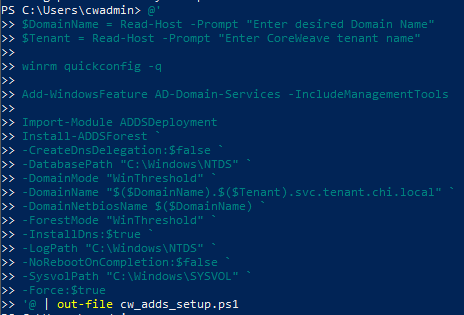 PS C:\Users\cwadmin> @'
>> $DomainName = Read-Host -Prompt "Enter desired Domain Name"
>> $Tenant = Read-Host -Prompt "Enter CoreWeave tenant name"
>>
>> winrm quickconfig -q
>>
>> Add-WindowsFeature AD-Domain-Services -IncludeManagementTools
>>
>> Import-Module ADDSDeployment
>> Install-ADDSForest `
>> -CreateDnsDelegation:$false `
>> -DatabasePath "C:\Windows\NTDS" `
>> -DomainMode "WinThreshold" `
>> -DomainName "$($DomainName).$($Tenant).svc.tenant.chi.local" `
>> -DomainNetbiosName $($DomainName) `
>> -ForestMode "WinThreshold" `
>> -InstallDns:$true `
>> -LogPath "C:\Windows\NTDS" `
>> -NoRebootOnCompletion:$false `
>> -SysvolPath "C:\Windows\SYSVOL" `
>> -Force:$true
>> '@ | out-file cw_adds_setup.ps1